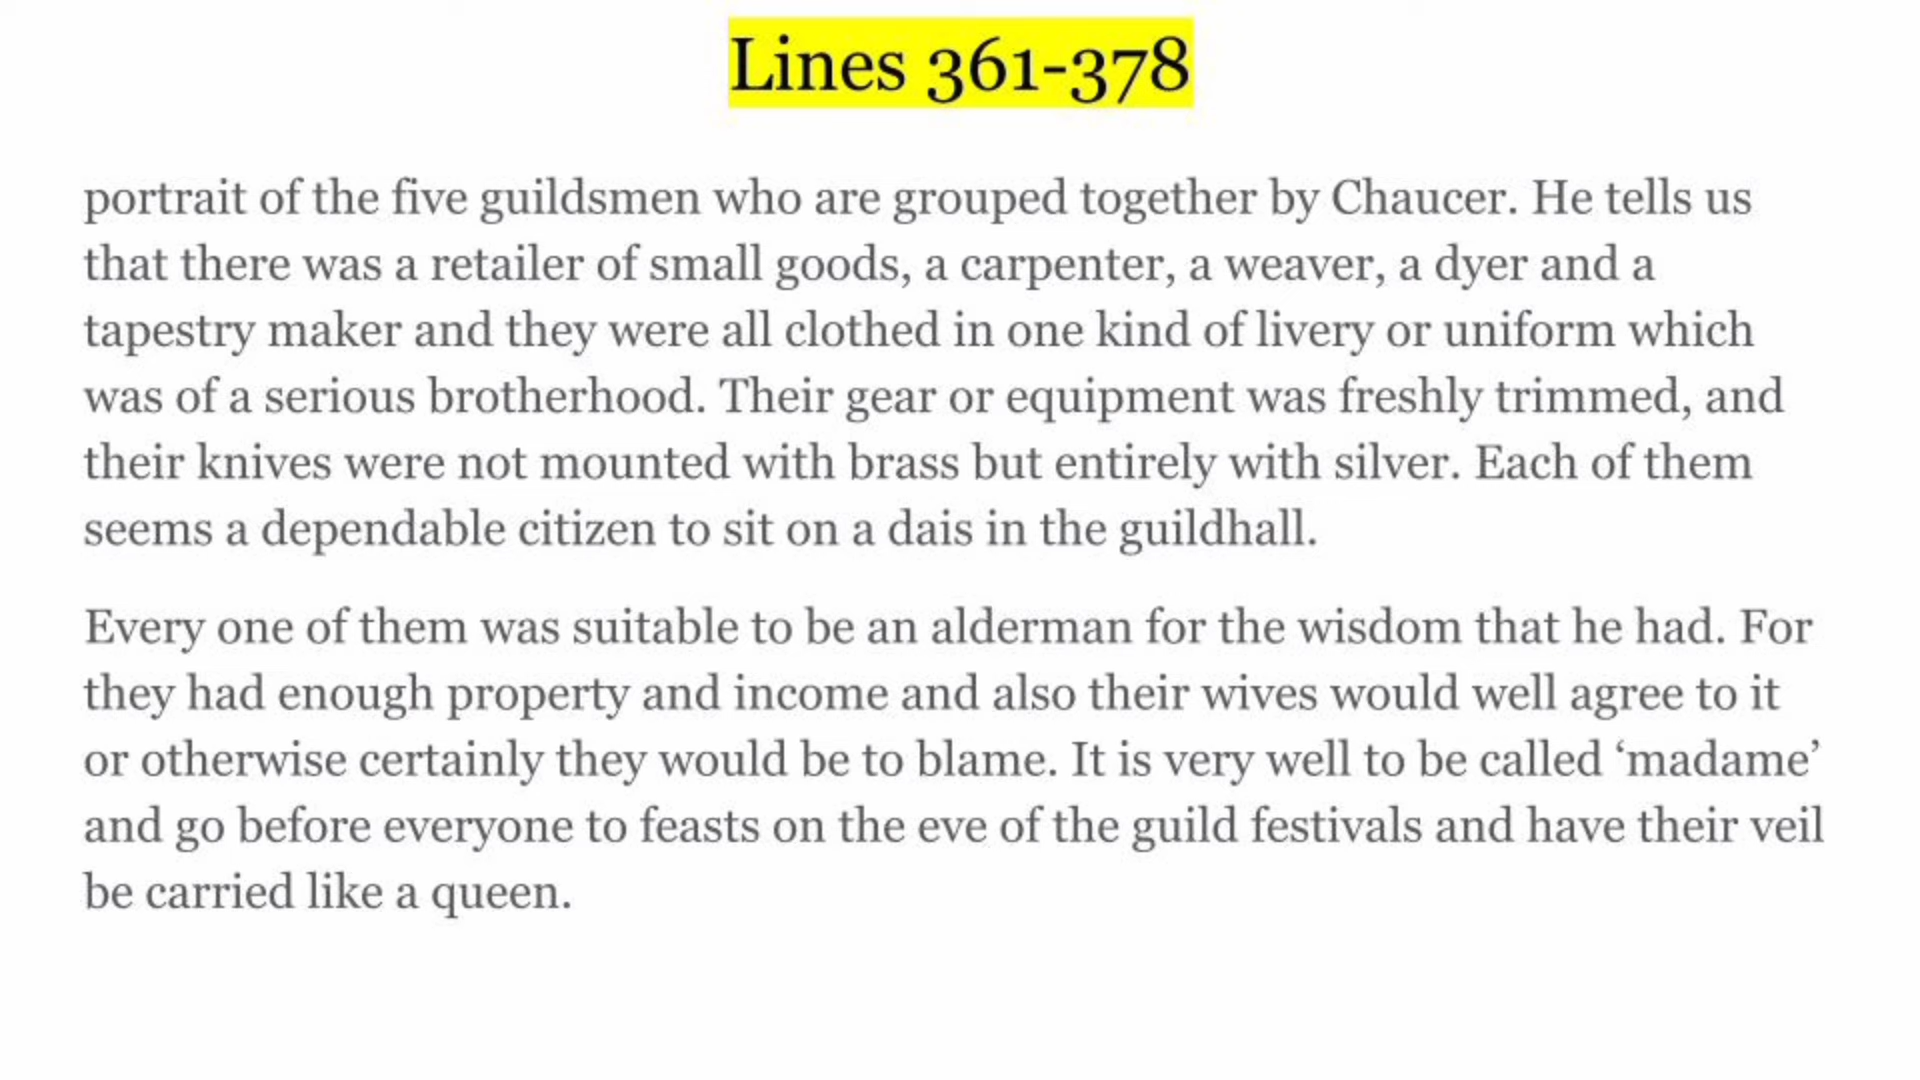 Lines 361-378
portrait of the five guildsmen who are grouped together by Chaucer. He tells us
that there was a retailer of small goods, a carpenter, a weaver, a dyer and a
tapestry maker and they were all clothed in one kind of livery or uniform which
was of a serious brotherhood. Their gear or equipment was freshly trimmed, and
their knives were not mounted with brass but entirely with silver. Each of them
seems a dependable citizen to sit on a dais in the guildhall.
Every one of them was suitable to be an alderman for the wisdom that he had. For
they had enough property and income and also their wives would well agree to it
or otherwise certainly they would be to blame. It is very well to be called ‘madame’
and go before everyone to feasts on the eve of the guild festivals and have their veil
be carried like a queen.